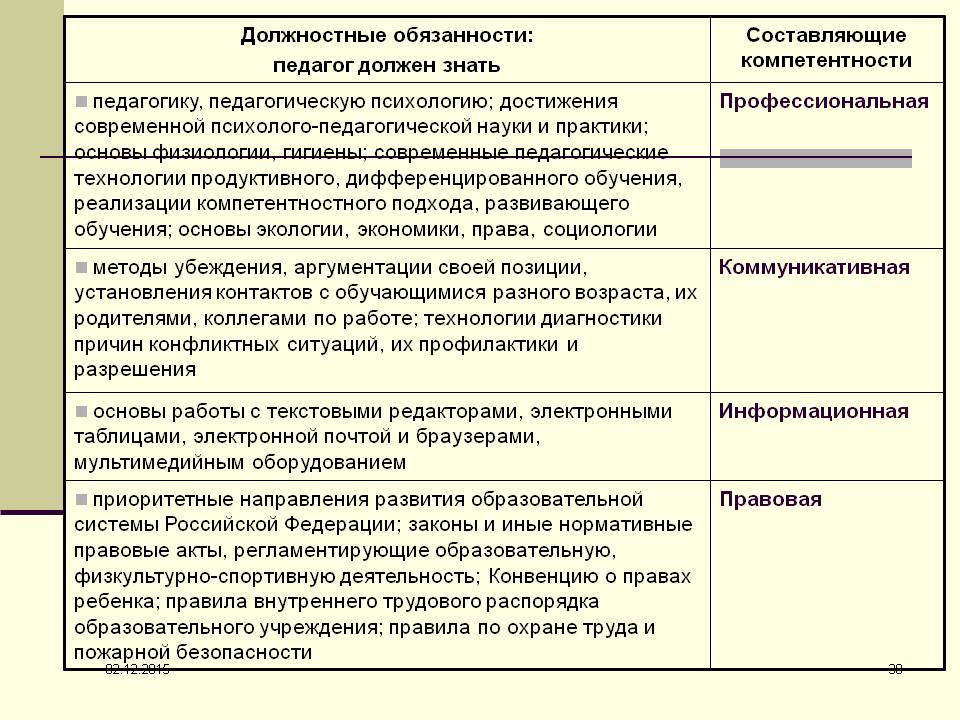 Должностные обязанности:
педагог должен знать
Составляющие
компетентности
педагогику, педагогическую психологию; достижения
современной психолого-педагогической науки и практики;
основы физиологии, гигиены; современные педагогические
технологии продуктивного, дифференцированного обучения,
реализации компетентностного подхода, развивающего
обучения; основы экологии, экономики, права, социологии
Профессиональная
методы убеждения, аргументации своей позиции,
установления контактов с обучающимися разного возраста, их
родителями, коллегами по работе; технологии диагностики
причин конфликтных ситуаций, их профилактики и
разрешения
Коммуникативная
основы работы с текстовыми редакторами, электронными
таблицами, электронной почтой и браузерами,
мультимедийным оборудованием
Информационная
приоритетные направления развития образовательной
системы Российской Федерации; законы и иные нормативные
правовые акты, регламентирующие образовательную,
физкультурно-спортивную деятельность; Конвенцию о правах
ребенка; правила внутреннего трудового распорядка
образовательного учреждения; правила по охране труда и
пожарной безопасности
Правовая
02.12.2015
38